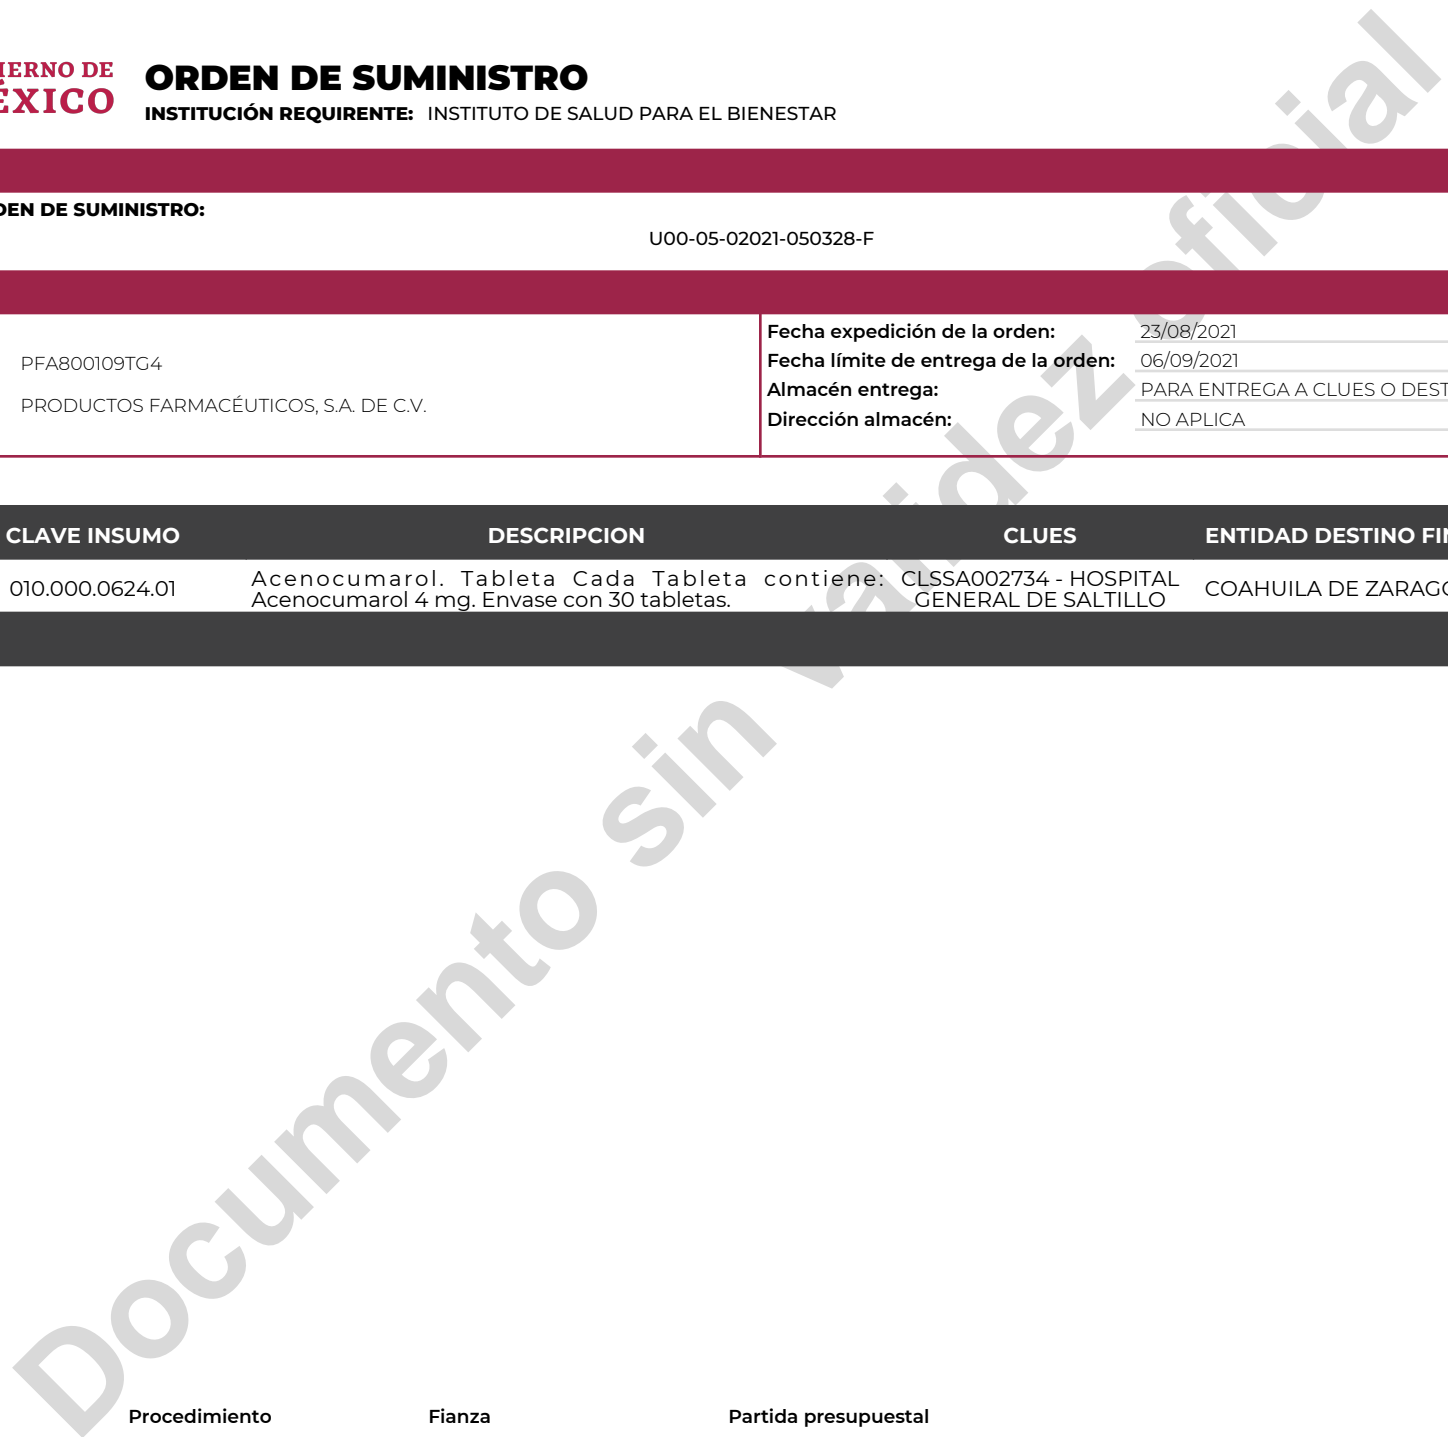 IERNO DE
ÉXICO
ORDEN DE SUMINISTRO
INSTITUCIÓN REQUIRENTE: INSTITUTO DE SALUD PARA EL BIENESTAR
DEN DE SUMINISTRO:
U00-05-02021-050328-F
PFA800109TG4
PRODUCTOS FARMACÉUTICOS, S.A. DE C.V.
Fecha expedición de la orden: 23/08/2021
Fecha límite de entrega de la orden: 06/09/2021
Almacén entrega: PARA ENTREGA A CLUES O DEST
Dirección almacén: NO APLICA
CLAVE INSUMO DESCRIPCION CLUES ENTIDAD DESTINO FIN
010.000.0624.01
Acenocumarol. Tableta Cada Tableta contiene:
Acenocumarol 4 mg. Envase con 30 tabletas.
CLSSA002734 - HOSPITAL
GENERAL DE SALTILLO
COAHUILA DE ZARAGO
Documento sin validez oficial
Procedimiento Fianza Partida presupuestal